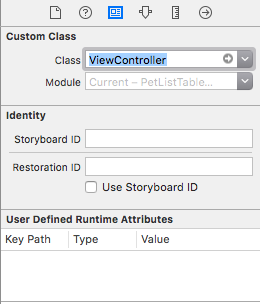 Custom Class
Class ViewController
Module Current – PetListTable...
Identity
Storyboard ID
Restoration ID
Use Storyboard ID
User Defined Runtime Attributes
Key Path Type Value